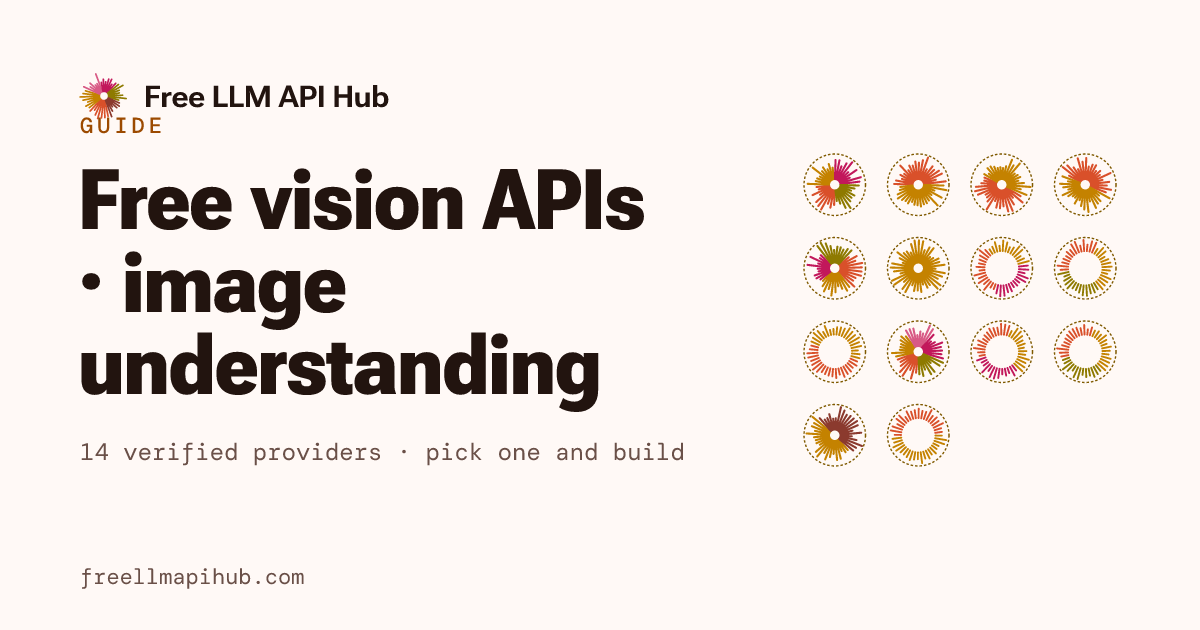 Free LLM API Hub
GUIDE
Free vision APIs
· image
understanding
14 verified providers · pick one and build
freellmapihub.com